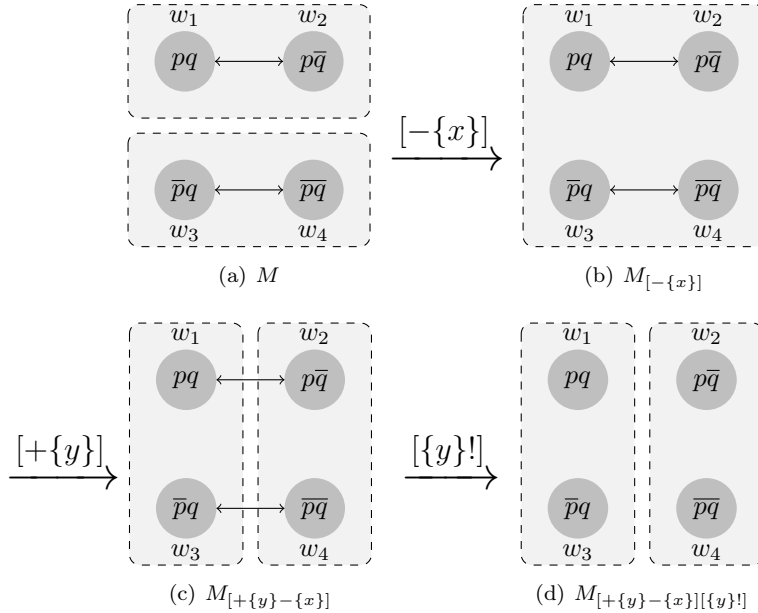 w₁ w₂ w₁ w₂
pq pq̅ pq pq̅
[−{x}]
p̅q p̅q̅ p̅q p̅q̅
w₃ w₄ w₃ w₄
(a) M (b) M[−{x}]
w₁ w₂ w₁ w₂
pq pq̅ pq pq̅
[+{y}] [{y}!]
p̅q p̅q̅ p̅q p̅q̅
w₃ w₄ w₃ w₄
(c) M[+{y}−{x}] (d) M[+{y}−{x}][{y}!]